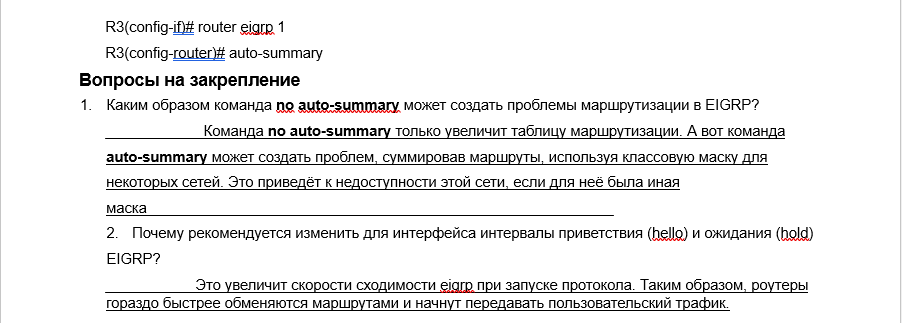 R3(config-if)# router eigrp 1
R3(config-router)# auto-summary
Вопросы на закрепление
1. Каким образом команда no auto-summary может создать проблемы маршрутизации в EIGRP?
____________ Команда no auto-summary только увеличит таблицу маршрутизации. А вот команда
auto-summary может создать проблем, суммировав маршруты, используя классовую маску для
некоторых сетей. Это приведёт к недоступности этой сети, если для неё была иная
маска____________________________________________________________
2. Почему рекомендуется изменить для интерфейса интервалы приветствия (hello) и ожидания (hold)
EIGRP?
____________Это увеличит скорости сходимости eigrp при запуске протокола. Таким образом, роутеры
гораздо быстрее обменяются маршрутами и начнут передавать пользовательский трафик.